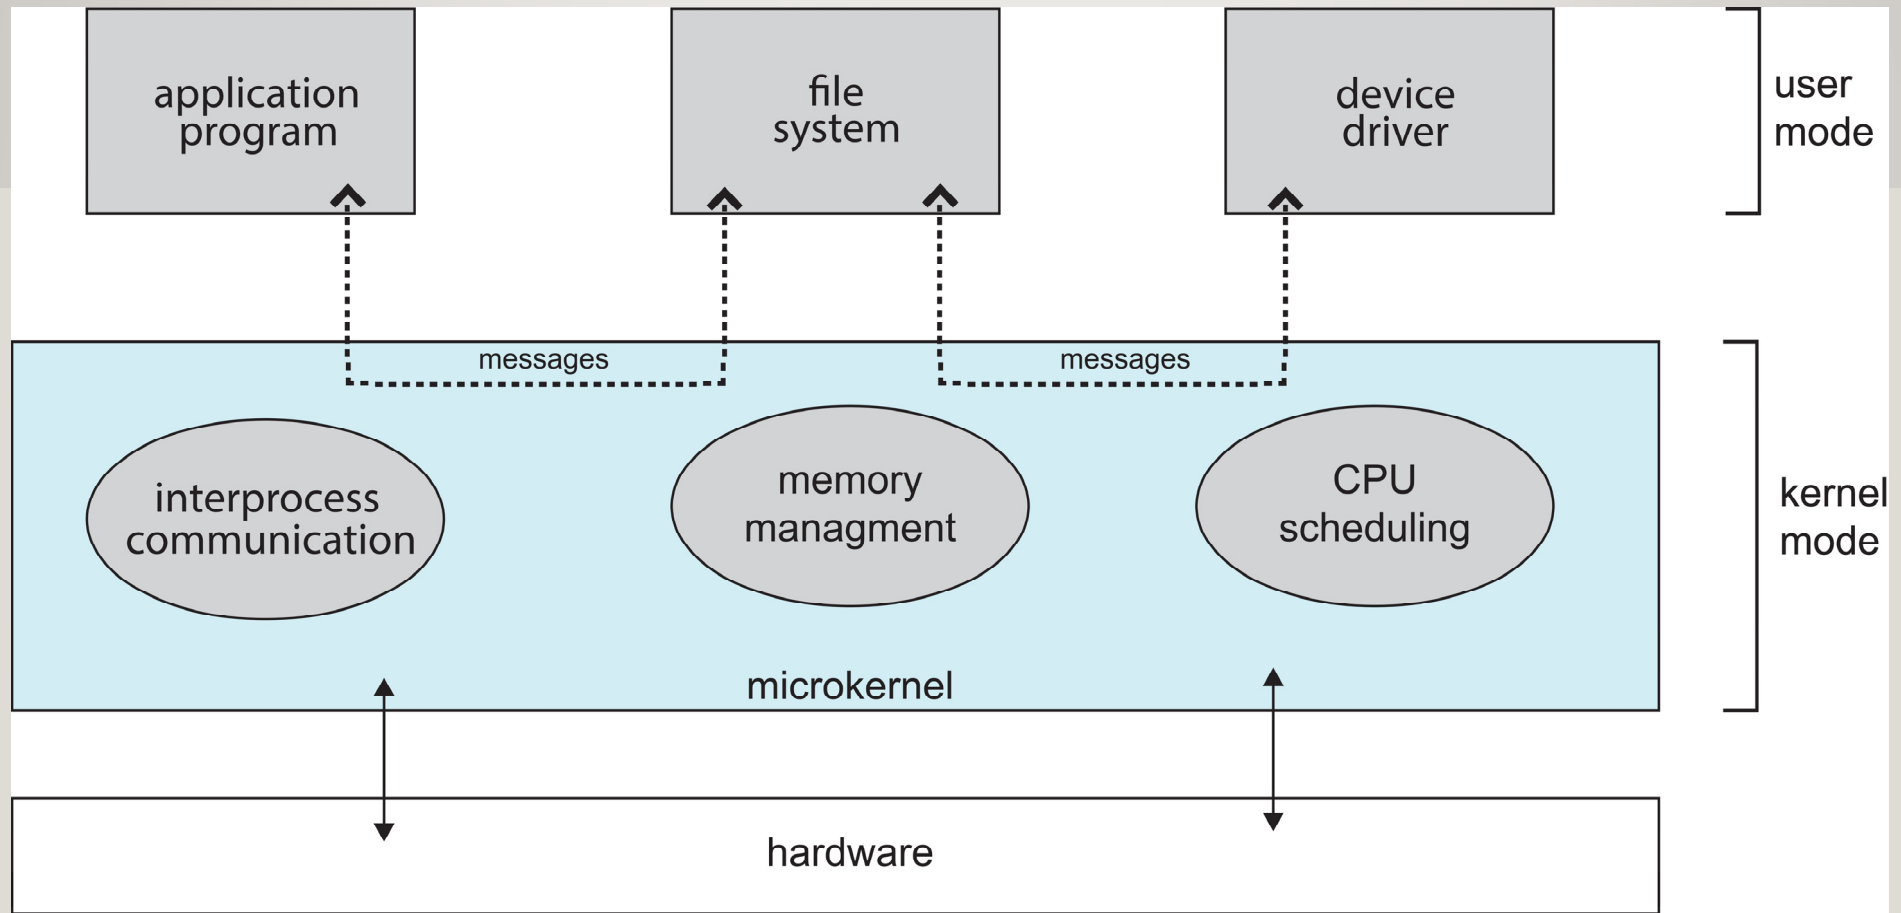 application
program
file
system
device
driver
user
mode
messages
messages
interprocess
communication
memory
managment
CPU
scheduling
kernel
mode
microkernel
hardware